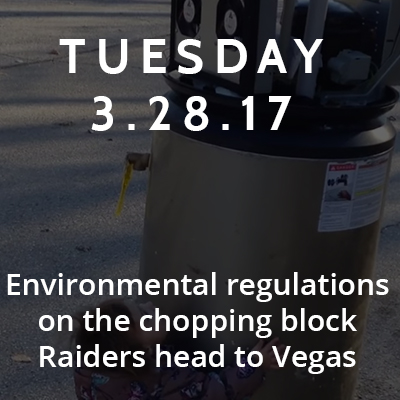 TUESDAY
3.28.17
Environmental regulations
on the chopping block
Raiders head to Vegas